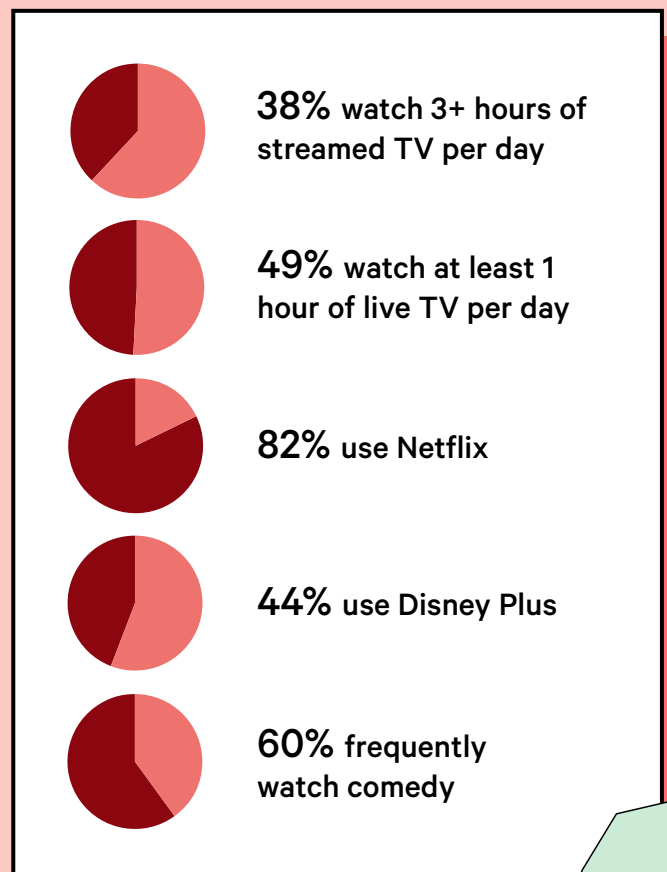 38% watch 3+ hours of
streamed TV per day
49% watch at least 1
hour of live TV per day
82% use Netflix
44% use Disney Plus
60% frequently
watch comedy